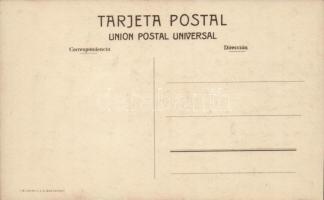 TARJETA POSTAL
UNION POSTAL UNIVERSAL
Correspondencia Dirección